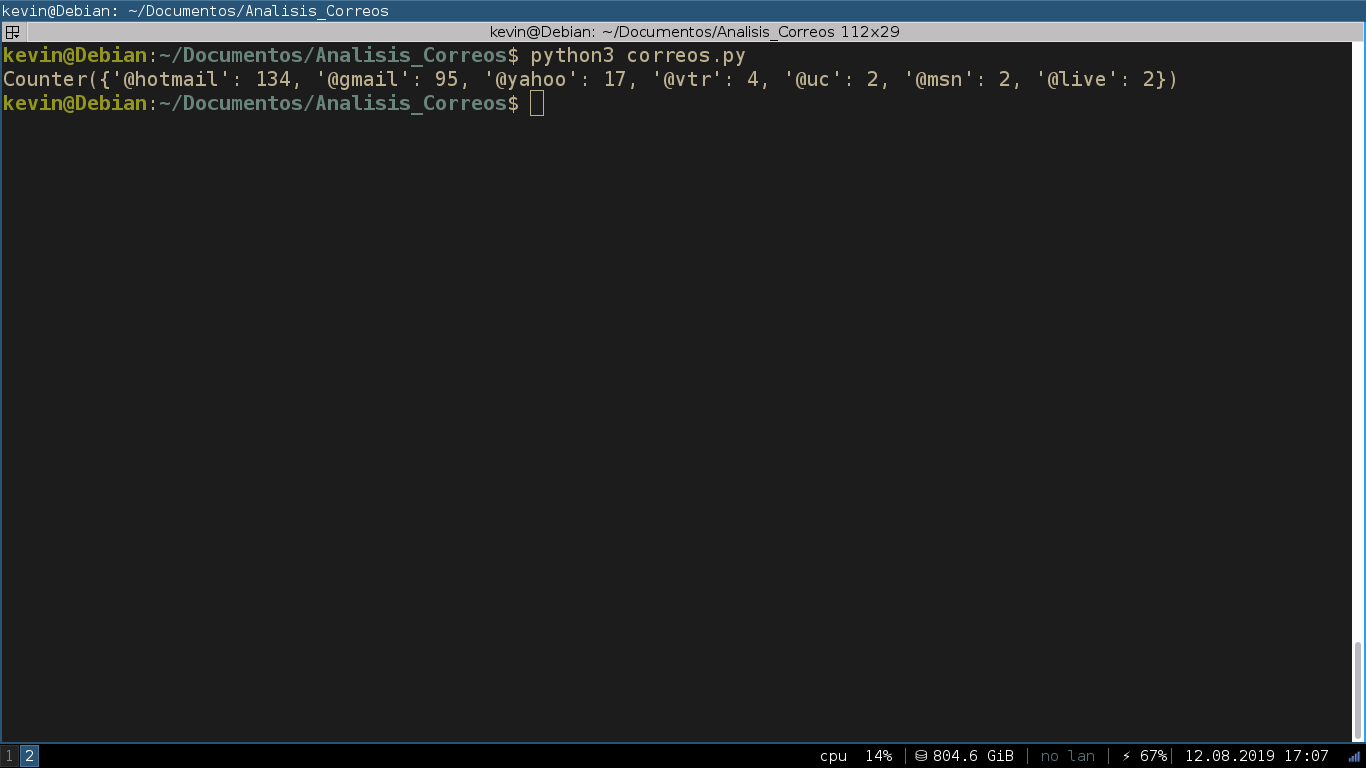 kevin@Debian: ~/Documentos/Analisis_Correos
kevin@Debian: ~/Documentos/Analisis_Correos 112x29
kevin@Debian:~/Documentos/Analisis_Correos$ python3 correos.py
Counter({'@hotmail': 134, '@gmail': 95, '@yahoo': 17, '@vtr': 4, '@uc': 2, '@msn': 2, '@live': 2})
kevin@Debian:~/Documentos/Analisis_Correos$
1 2 cpu 14% | 804.6 GiB | no lan | ⚡ 67%| 12.08.2019 17:07